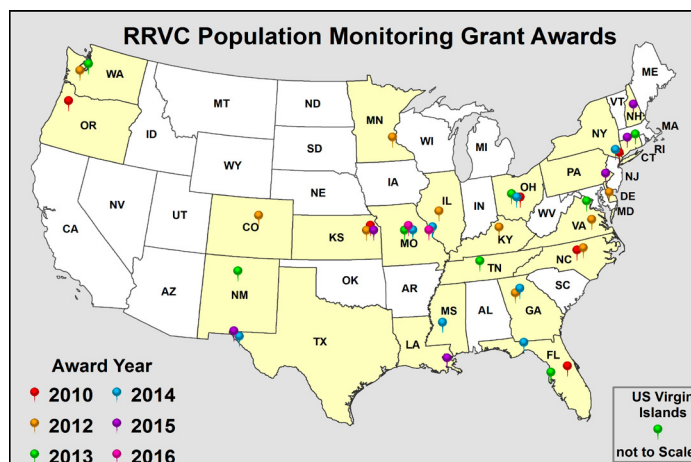 RRVC Population Monitoring Grant Awards
WA
MT
ND
MN
ME
VT
NH
OR
ID
SD
WI
MI
NY
MA
RI
CT
WY
IA
PA
NJ
NE
OH
NV
UT
IL
IN
DE
MD
CO
WV
VA
CA
KS
MO
KY
NC
TN
AZ
NM
OK
AR
SC
MS
AL
GA
TX
LA
FL
Award Year
2010
2014
2012
2015
2013
2016
US Virgin
Islands
not to Scale